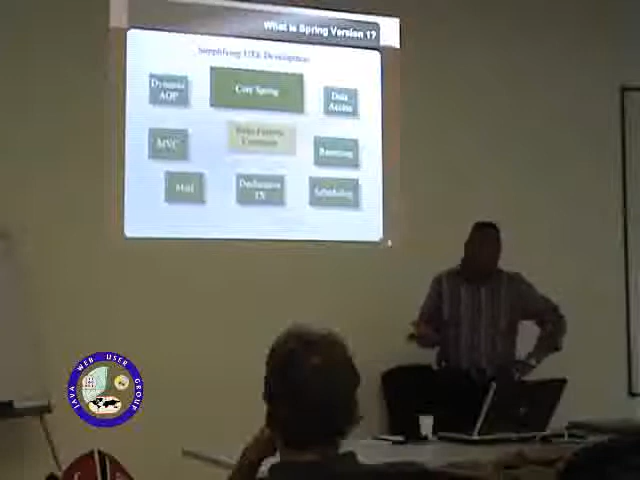 What is Spring Version 1?
Simplifying J2EE Development
Dynamic
AOP
Core Spring
Data
Access
MVC
Remoting
Mail
Declarative
TX
Scheduling
JAVA WEB USER GROUP